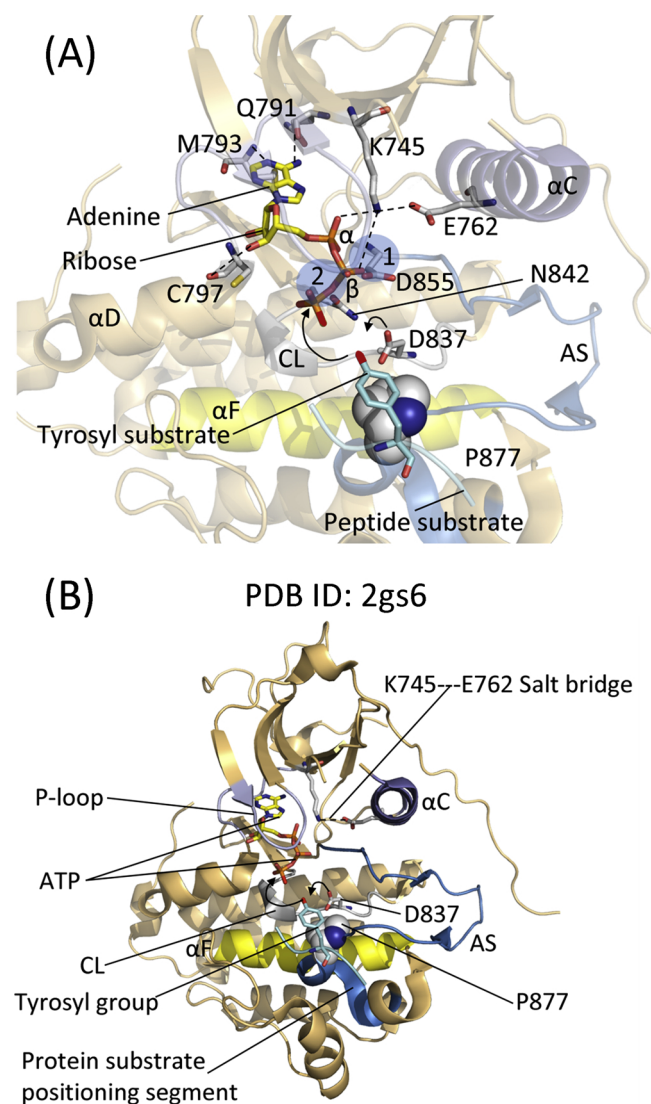 (A)
Q791
M793
K745
αC
Adenine
E762
α
Ribose
1
2
β
D855
N842
C797
αD
D837
CL
AS
αF
Tyrosyl substrate
P877
Peptide substrate
(B)
PDB ID: 2gs6
K745---E762 Salt bridge
P-loop
αC
ATP
D837
αF
AS
CL
Tyrosyl group
P877
Protein substrate
positioning segment